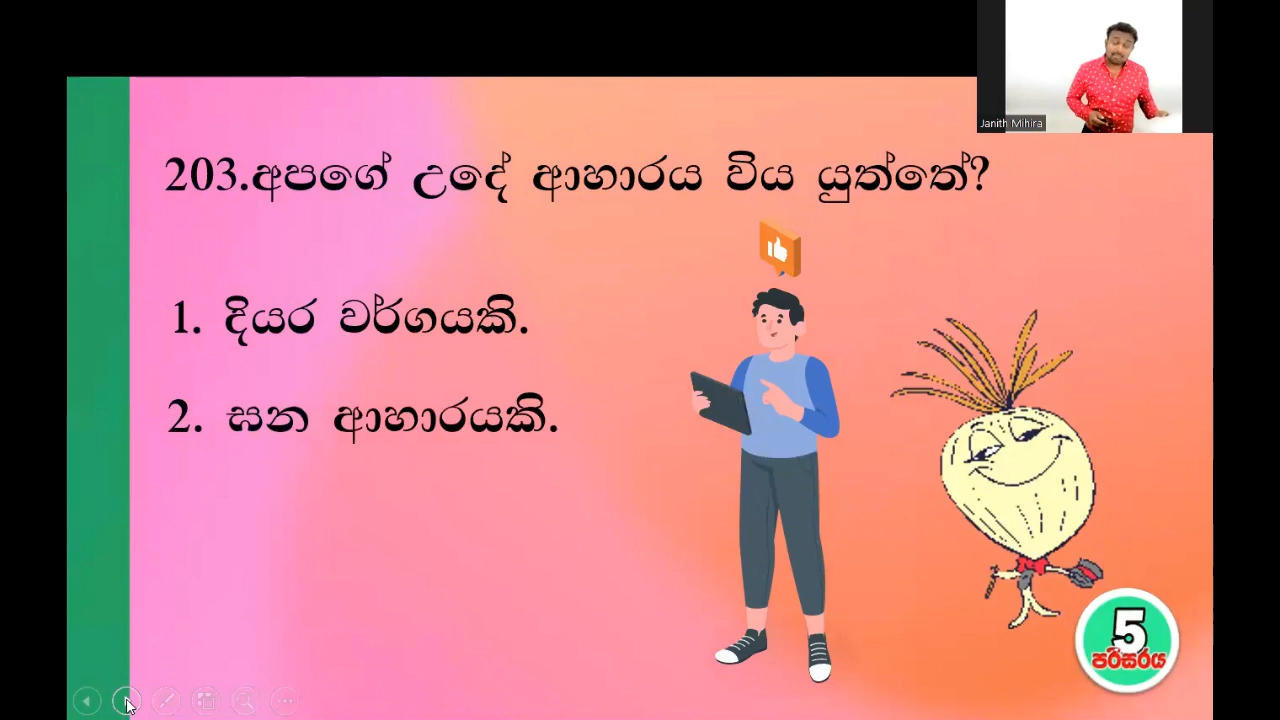 Janith Mihira
203.අපගේ උදේ ආහාරය විය යුත්තේ?
1. දියර වර්ගයකි.
2. ඝන ආහාරයකි.
5
පරිසරය